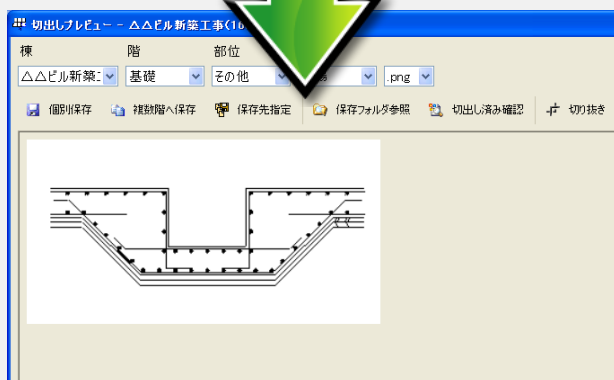 切出しプレビュー - △△ビル新築工事(16
棟 階 部位
△△ビル新築: 基礎 その他 .png
個別保存 複数階へ保存 保存先指定 保存フォルダ参照 切出し済み確認 切り抜き